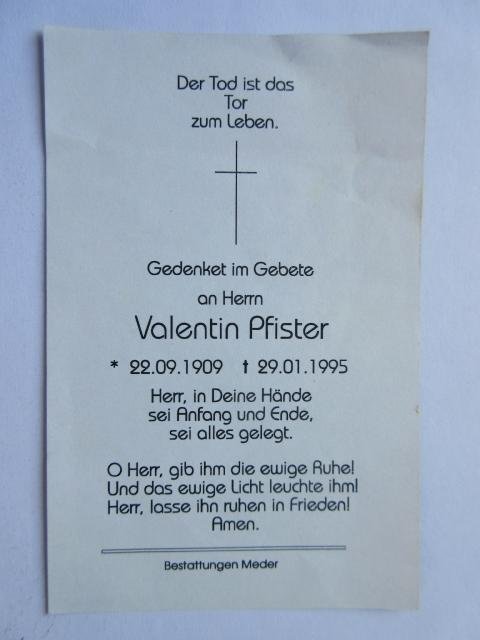 Der Tod ist das
Tor
zum Leben.
Gedenket im Gebete
an Herrn
Valentin Pfister
* 22.09.1909 † 29.01.1995
Herr, in Deine Hände
sei Anfang und Ende,
sei alles gelegt.
O Herr, gib ihm die ewige Ruhe!
Und das ewige Licht leuchte ihm!
Herr, lasse ihn ruhen in Frieden!
Amen.
Bestattungen Meder